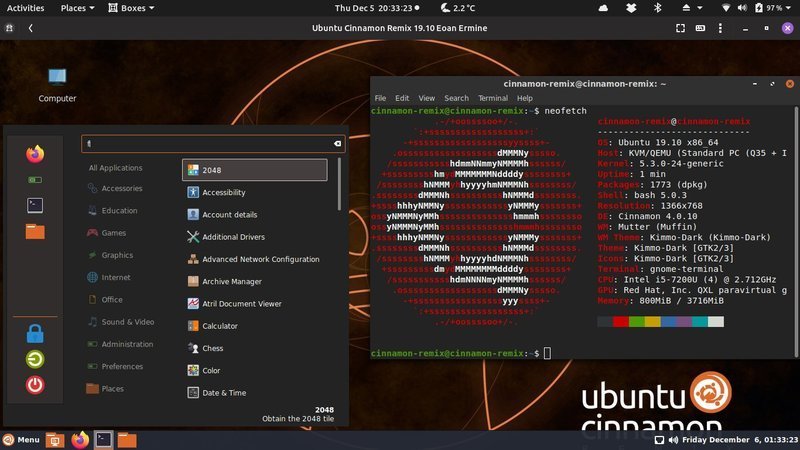 Activities Places Boxes Thu Dec 5 20:33:23 2.2 °C 97 %
Ubuntu Cinnamon Remix 19.10 Eoan Ermine
Computer
cinnamon-remix@cinnamon-remix: ~
File Edit View Search Terminal Help
cinnamon-remix@cinnamon-remix:~$ neofetch
cinnamon-remix@cinnamon-remix
-----------------------------
OS: Ubuntu 19.10 x86_64
Host: KVM/QEMU (Standard PC (Q35 + I
Kernel: 5.3.0-24-generic
Uptime: 1 min
Packages: 1773 (dpkg)
Shell: bash 5.0.3
Resolution: 1366x768
DE: Cinnamon 4.0.10
WM: Mutter (Muffin)
WM Theme: Kimmo-Dark (Kimmo-Dark)
Theme: Kimmo-Dark [GTK2/3]
Icons: Kimmo-Dark [GTK2/3]
Terminal: gnome-terminal
CPU: Intel i5-7200U (4) @ 2.712GHz
GPU: Red Hat, Inc. QXL paravirtual g
Memory: 800MiB / 3716MiB
cinnamon-remix@cinnamon-remix:~$
All Applications
Accessories
Education
Games
Graphics
Internet
Office
Sound & Video
Administration
Preferences
Places
2048
Accessibility
Account details
Additional Drivers
Advanced Network Configuration
Archive Manager
Atril Document Viewer
Calculator
Chess
Color
Date & Time
2048
Obtain the 2048 tile
ubuntu
cinnamon
Menu Friday December 6, 01:33:23